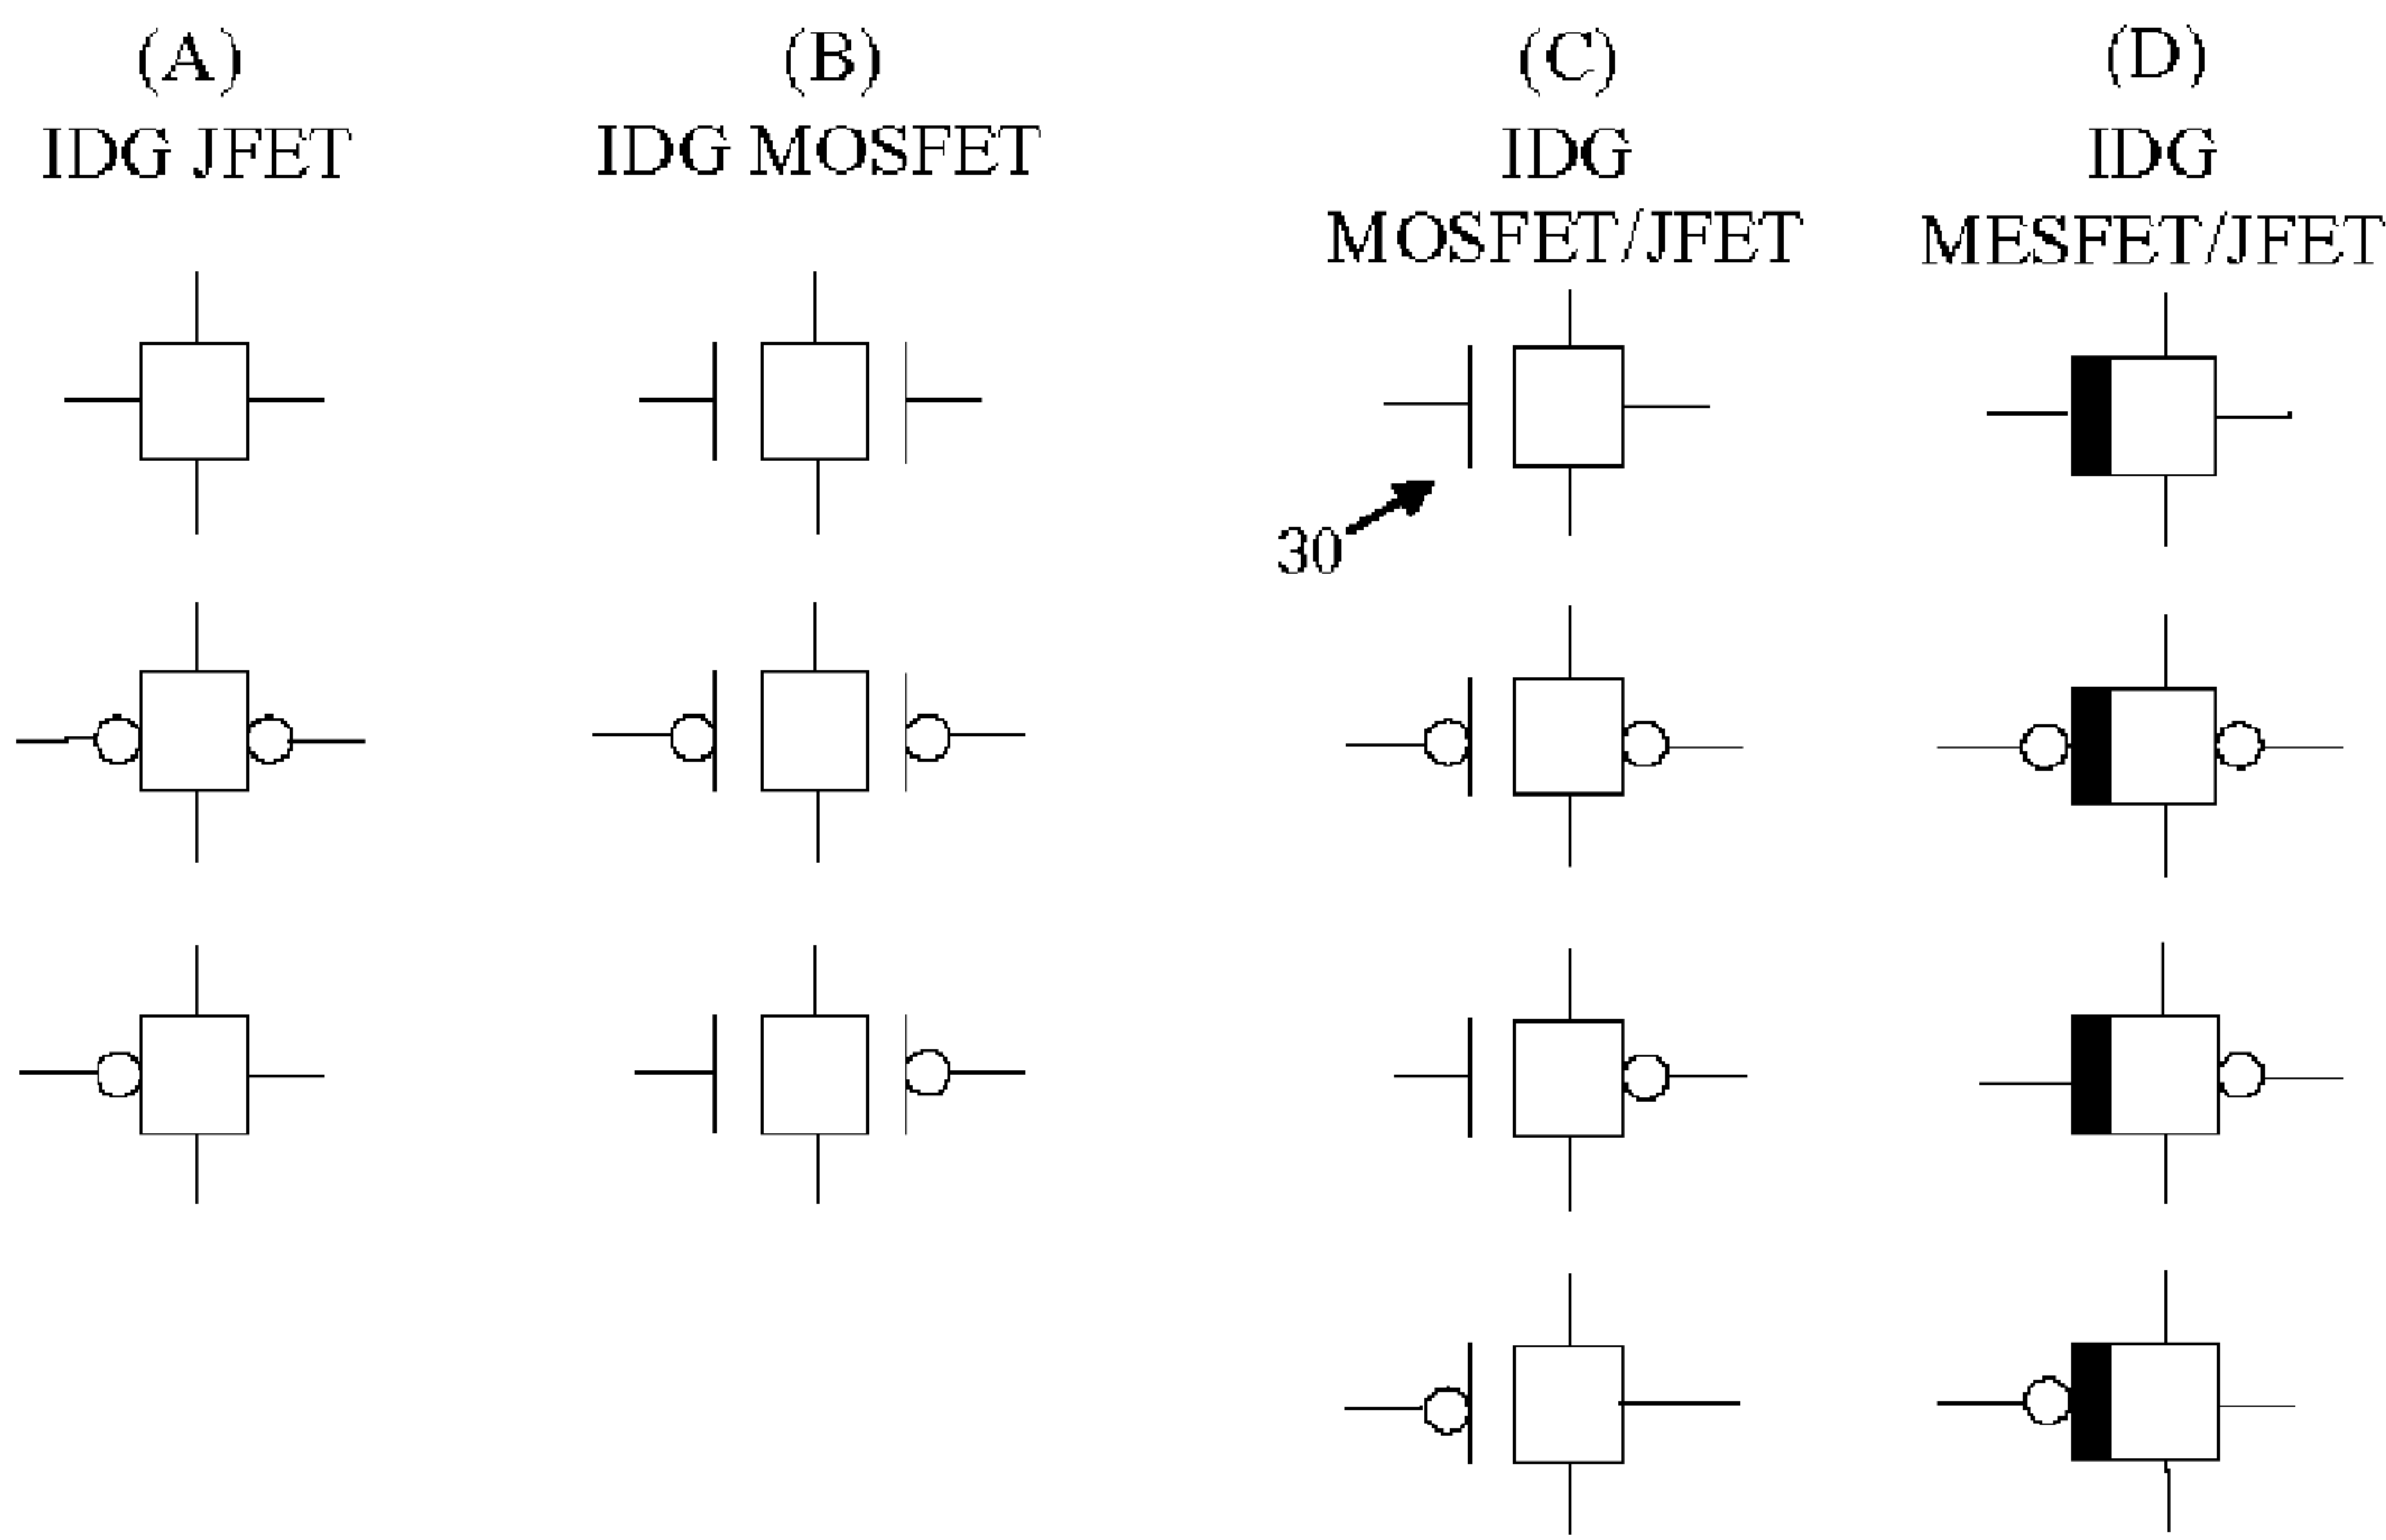 (A)
IDG JFET
(B)
IDG MOSFET
(C)
IDG
MOSFET/JFET
(D)
IDG
MESFET/JFET
30